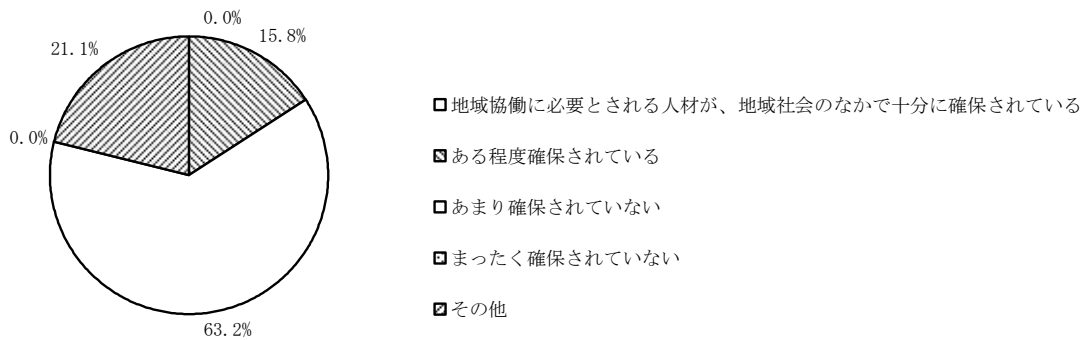 0.0%
15.8%
21.1%
0.0%
63.2%
地域協働に必要とされる人材が、地域社会のなかで十分に確保されている
ある程度確保されている
あまり確保されていない
まったく確保されていない
その他